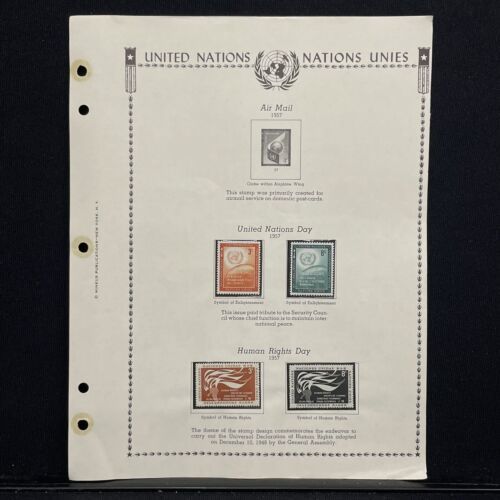 UNITED NATIONS NATIONS UNIES
Air Mail
1957
Globe within Airplane Wing
This stamp was primarily created for
airmail service on domestic post-cards.
United Nations Day
1957
3c
8c
Symbol of Enlightenment
Symbol of Enlightenment
This issue paid tribute to the Security Coun-
cil whose chief function is to maintain inter
national peace.
Human Rights Day
1957
Symbol of Human Rights
Symbol of Human Rights
The theme of the stamp design commemorates the endeavor to
carry out the Universal Declaration of Human Rights adopted
on December 10, 1948 by the General Assembly.